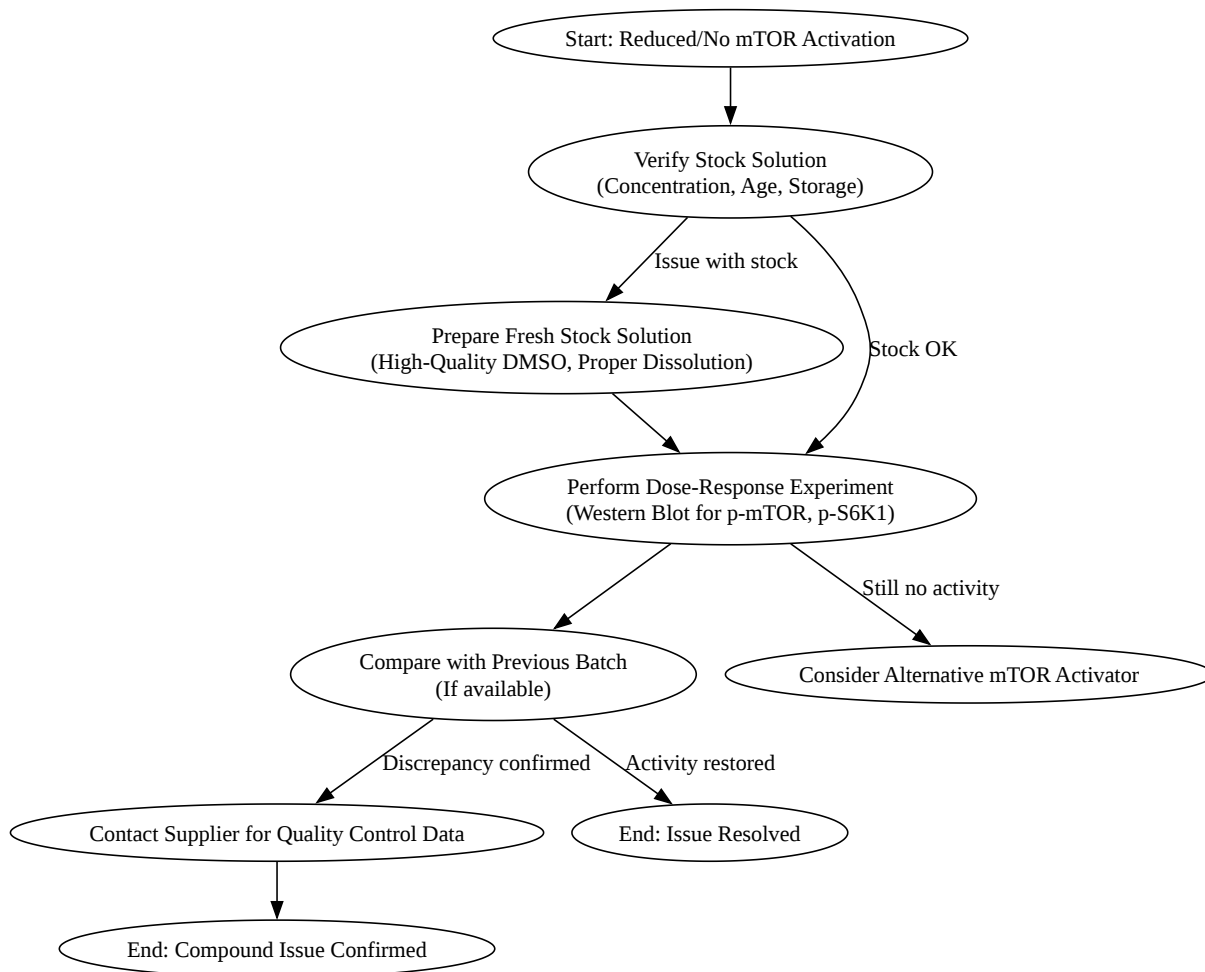 Start: Reduced/No mTOR Activation
Verify Stock Solution
(Concentration, Age, Storage)
Issue with stock
Prepare Fresh Stock Solution
(High-Quality DMSO, Proper Dissolution)
Stock OK
Perform Dose-Response Experiment
(Western Blot for p-mTOR, p-S6K1)
Still no activity
Compare with Previous Batch
(If available)
Consider Alternative mTOR Activator
Discrepancy confirmed
Activity restored
Contact Supplier for Quality Control Data
End: Issue Resolved
End: Compound Issue Confirmed